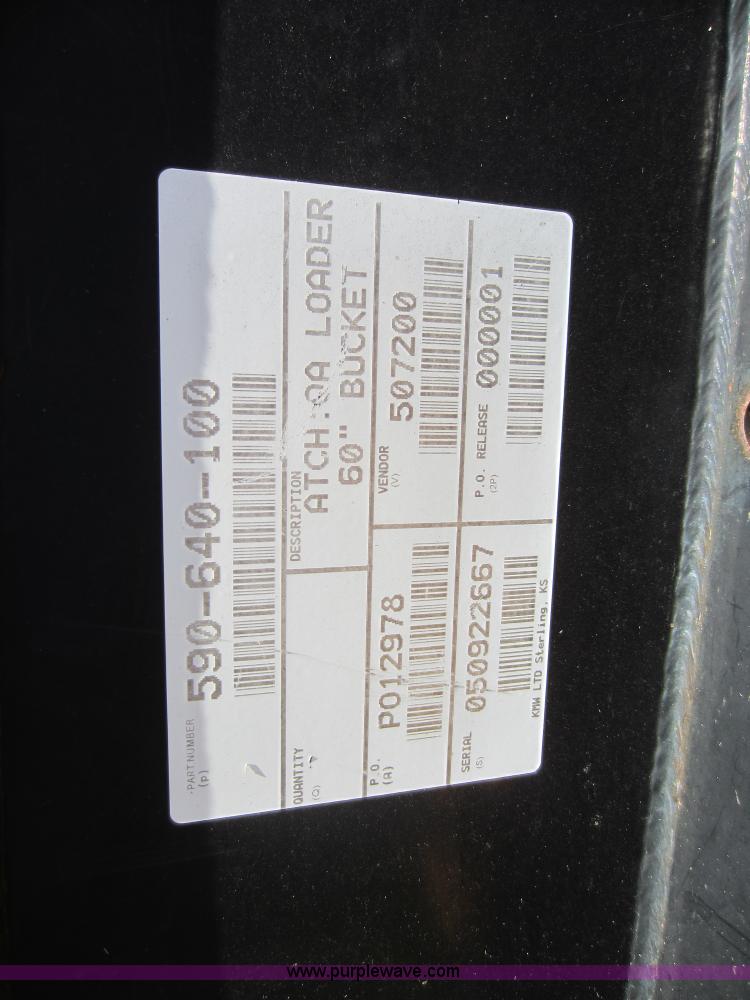 PART NUMBER
(P)
590-640-100
QUANTITY
(Q)
DESCRIPTION
ATCH:QA LOADER
60" BUCKET
P.O.
(A)
PO12978
VENDOR
(V)
507200
SERIAL
(S)
050922667
P.O. RELEASE
(2P)
000001
KMW LTD Sterling, KS
www.purplewave.com